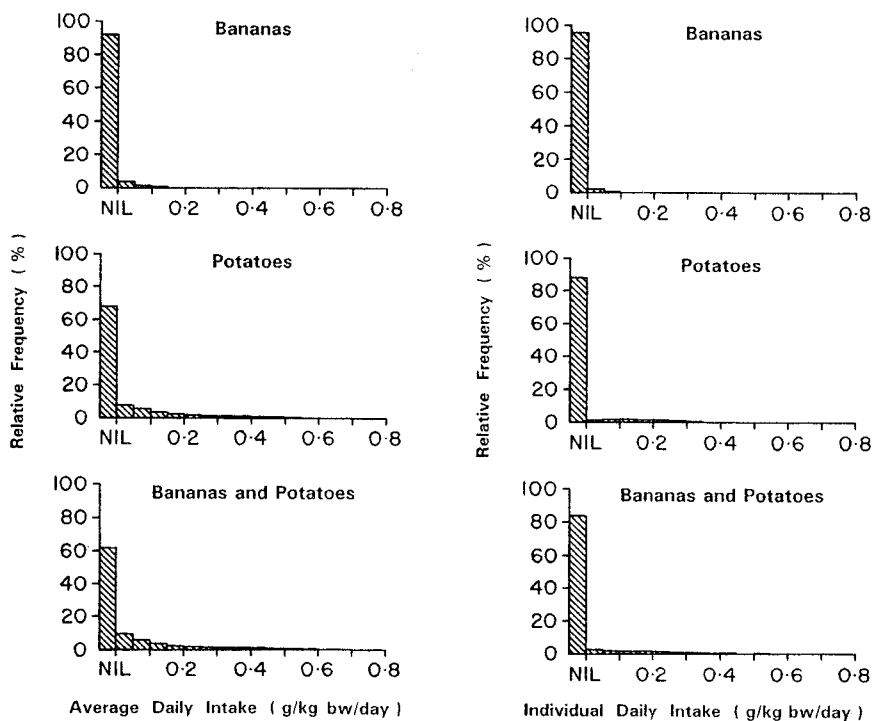 Bananas
100
80
60
40
20
0
NIL 0·2 0·4 0·6 0·8
Potatoes
100
80
60
40
20
0
NIL 0·2 0·4 0·6 0·8
Bananas and Potatoes
100
80
60
40
20
0
NIL 0·2 0·4 0·6 0·8
Relative Frequency ( % )
Average Daily Intake ( g/kg bw/day )
Bananas
100
80
60
40
20
0
NIL 0·2 0·4 0·6 0·8
Potatoes
100
80
60
40
20
0
NIL 0·2 0·4 0·6 0·8
Bananas and Potatoes
100
80
60
40
20
0
NIL 0·2 0·4 0·6 0·8
Relative Frequency ( % )
Individual Daily Intake ( g/kg bw/day )